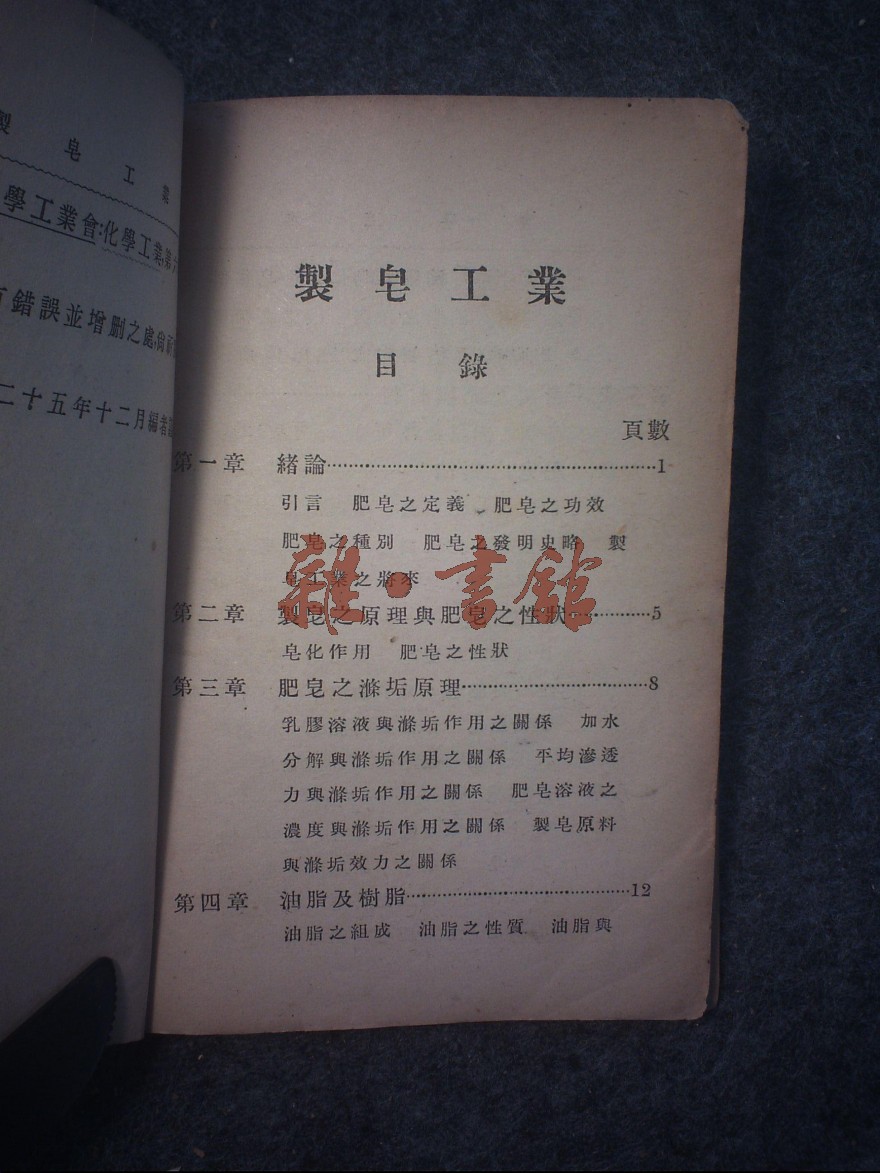 製皂工業
學工業會:化學工業第六
錯誤並增删之處,尙
二十五年十二月編者
製皂工業
目錄
頁數
第一章 緒論……1
引言 肥皂之定義 肥皂之功效
肥皂之種別 肥皂之發明史略 製
皂工業之將來
第二章 製皂之原理與肥皂之性狀……5
皂化作用 肥皂之性狀
第三章 肥皂之滌垢原理……8
乳膠溶液與滌垢作用之關係 加水
分解與滌垢作用之關係 平均滲透
力與滌垢作用之關係 肥皂溶液之
濃度與滌垢作用之關係 製皂原料
與滌垢效力之關係
第四章 油脂及樹脂……12
油脂之組成 油脂之性質 油脂與
雜·書館